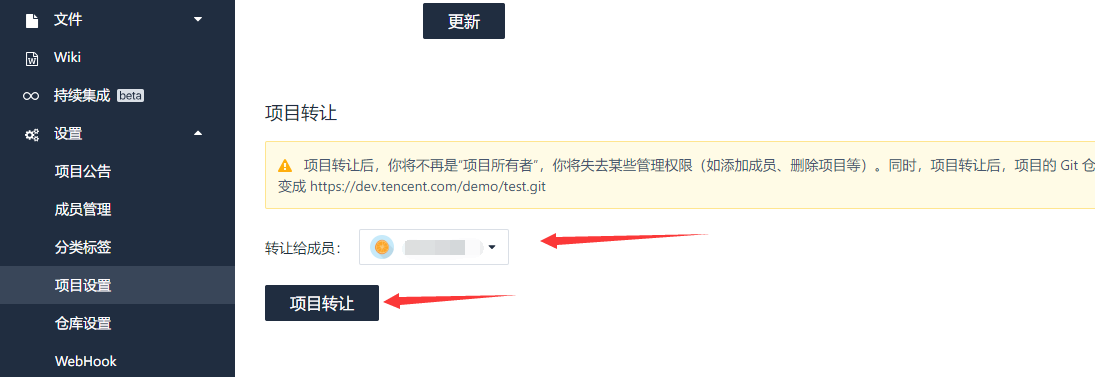 文件
Wiki
持续集成 beta
设置
项目公告
成员管理
分类标签
项目设置
仓库设置
WebHook
更新
项目转让
项目转让后，你将不再是“项目所有者”，你将失去某些管理权限（如添加成员、删除项目等）。同时，项目转让后，项目的 Git 仓
变成 https://dev.tencent.com/demo/test.git
转让给成员：
项目转让